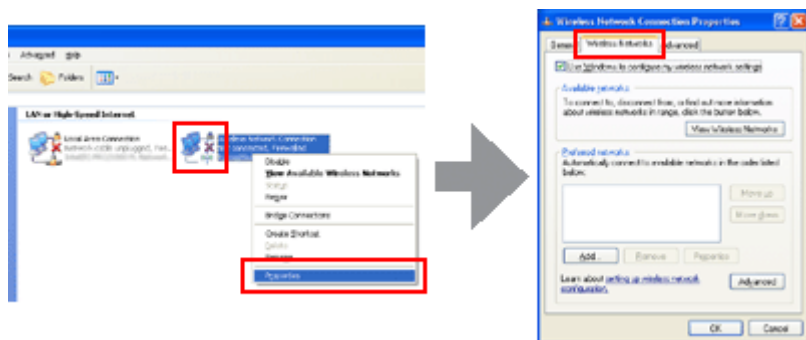 Advanced Help
Search Folders
LAN or High-Speed Internet
Local Area Connection
Network cable unplugged, Fire...
Wireless Network Connection
Not connected, Firewalled
Disable
View Available Wireless Networks
Status
Repair
Bridge Connections
Create Shortcut
Delete
Rename
Properties
Wireless Network Connection Properties
General Wireless Networks Advanced
Use Windows to configure my wireless network settings
Available networks
To connect to, disconnect from, or find out more information
about wireless networks in range, click the button below.
View Wireless Networks
Preferred networks
Automatically connect to available networks in the order listed
below:
Move up
Move down
Add... Remove Properties
Learn about setting up wireless network
configuration.
Advanced
OK Cancel